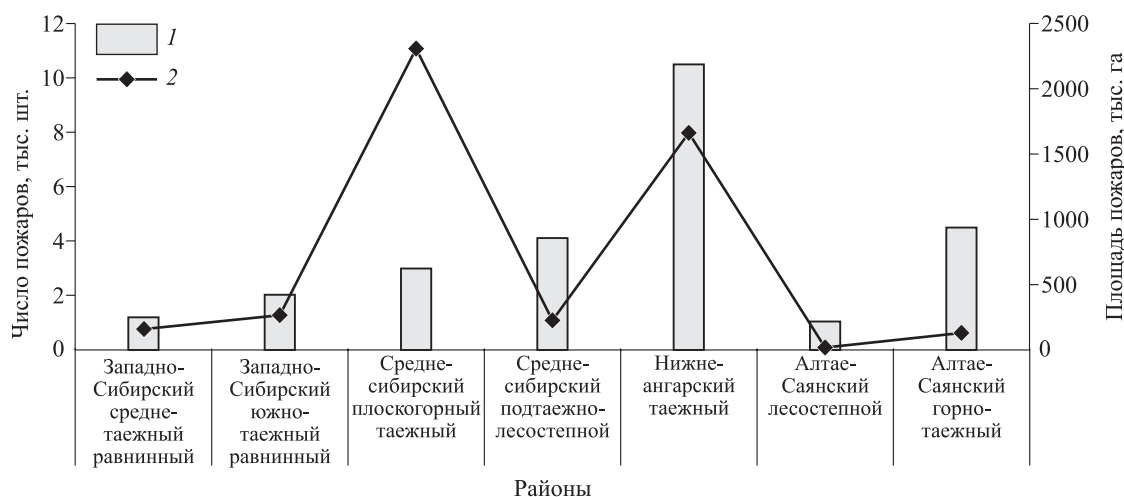 12
10
8
6
4
2
0
Число пожаров, тыс. шт.
1
2
2500
2000
1500
1000
500
0
Площадь пожаров, тыс. га
Западно-
Сибирский
средне-
таежный
равнинный
Западно-
Сибирский
южно-
таежный
равнинный
Средне-
сибирский
плоскогорный
таежный
Средне-
сибирский
подтаежно-
лесостепной
Нижне-
ангарский
таежный
Алтае-
Саянский
лесостепной
Алтае-
Саянский
горно-
таежный
Районы